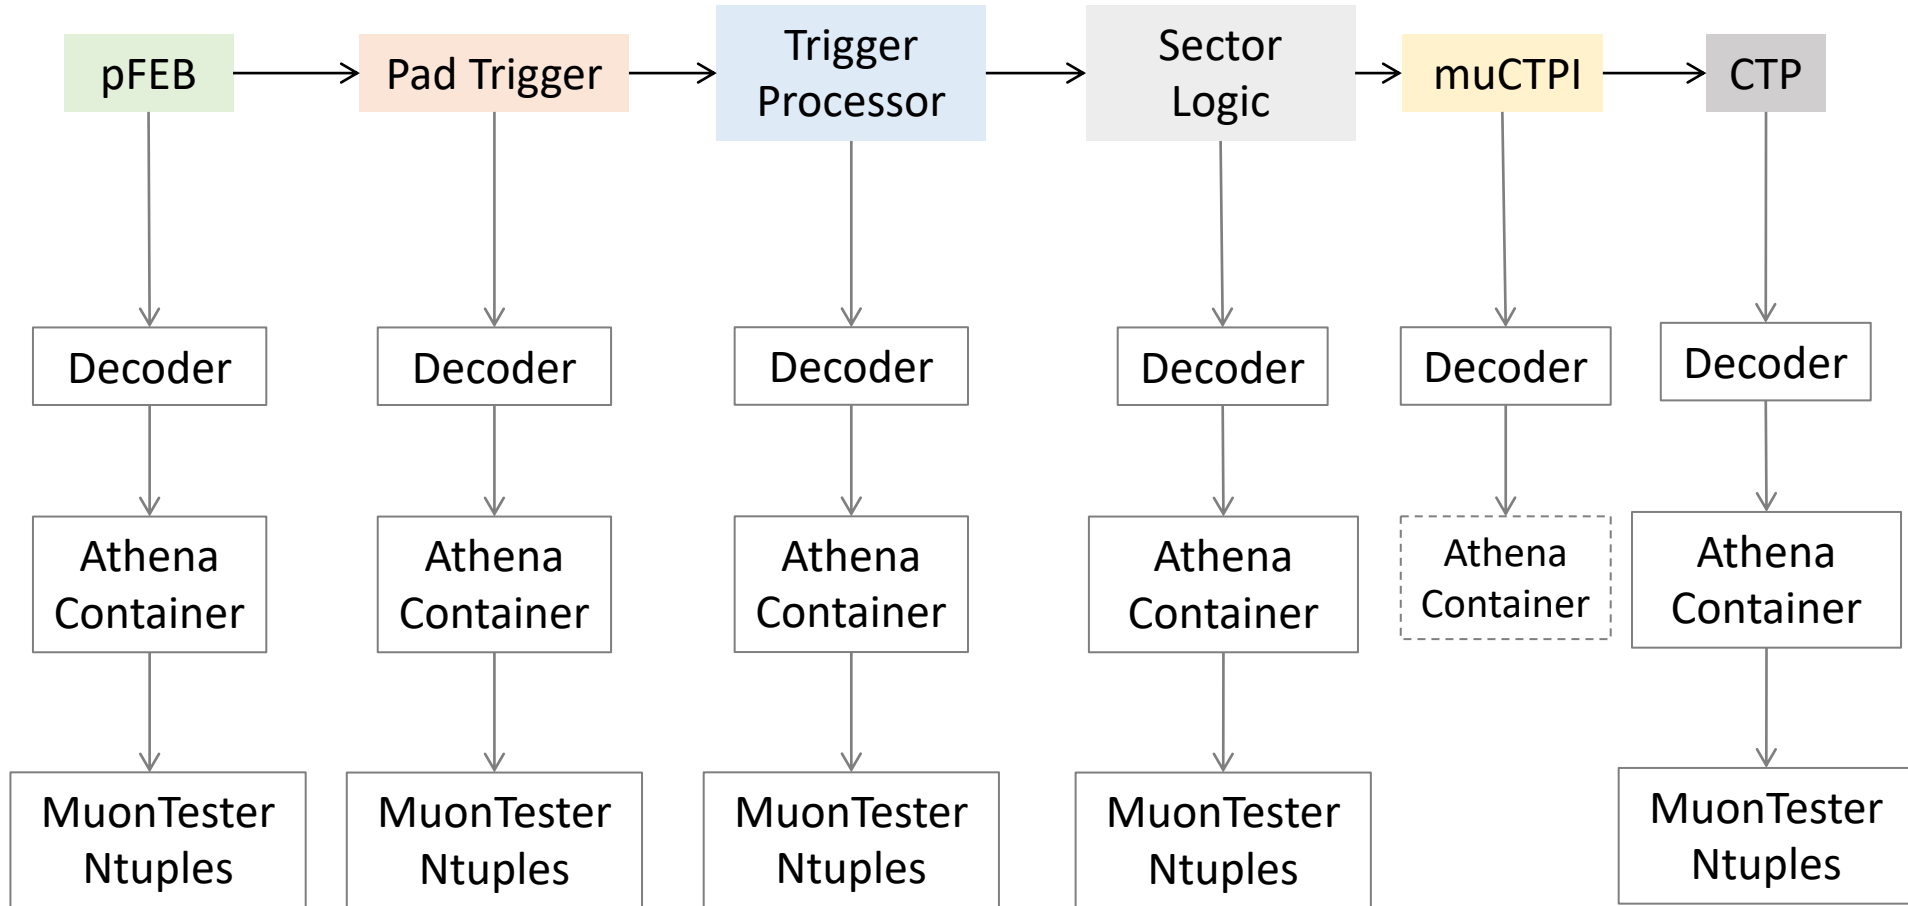 pFEB
Pad Trigger
Trigger
Processor
Sector
Logic
muCTPI
CTP
Decoder
Decoder
Decoder
Decoder
Decoder
Decoder
Athena
Container
Athena
Container
Athena
Container
Athena
Container
Athena
Container
Athena
Container
MuonTester
Ntuples
MuonTester
Ntuples
MuonTester
Ntuples
MuonTester
Ntuples
MuonTester
Ntuples